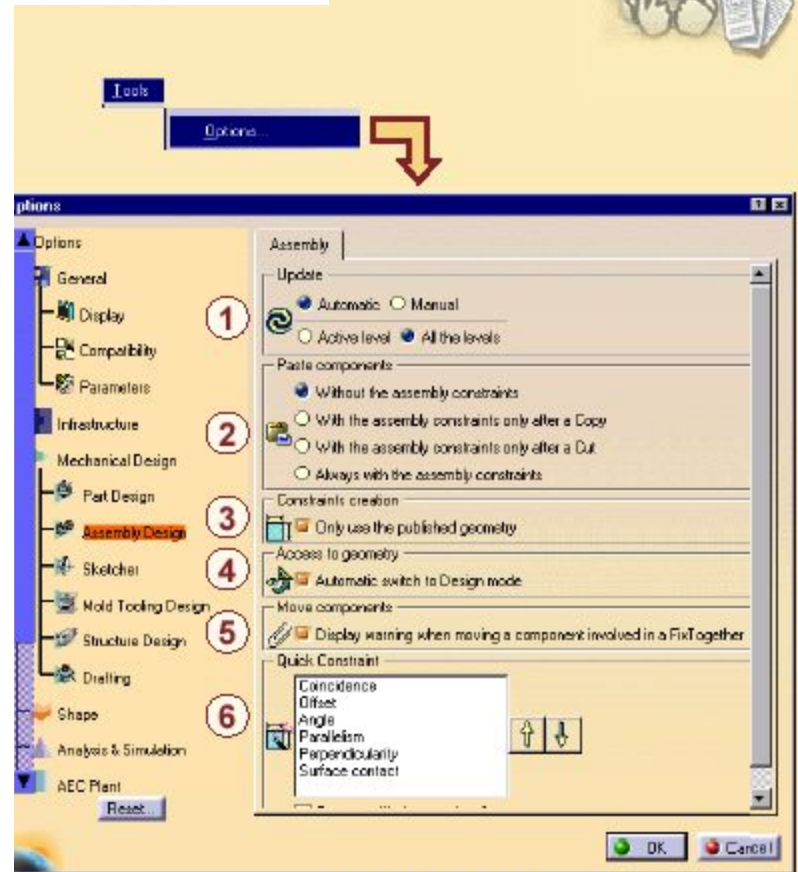 Tools
Options...
ptions
Options
General
Display
Compatibility
Parameters
Infrastructure
Mechanical Design
Part Design
Assembly Design
Sketcher
Mold Tooling Design
Structure Design
Drafting
Shape
Analysis & Simulation
AEC Plant
Reset...
Assembly
1
Update
Automatic Manual
Active level All the levels
2
Paste components
Without the assembly constraints
With the assembly constraints only after a Copy
With the assembly constraints only after a Cut
Always with the assembly constraints
3
Constraints creation
Only use the published geometry
4
Access to geometry
Automatic switch to Design mode
5
Move components
Display warning when moving a component involved in a FixTogether
6
Quick Constraint
Coincidence
Offset
Angle
Parallelism
Perpendicularity
Surface contact
OK Cancel